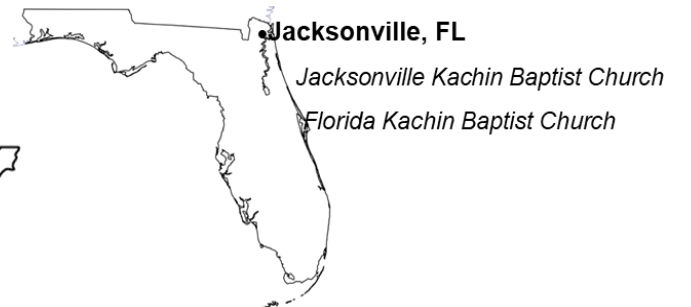 Jacksonville, FL
Jacksonville Kachin Baptist Church
Florida Kachin Baptist Church